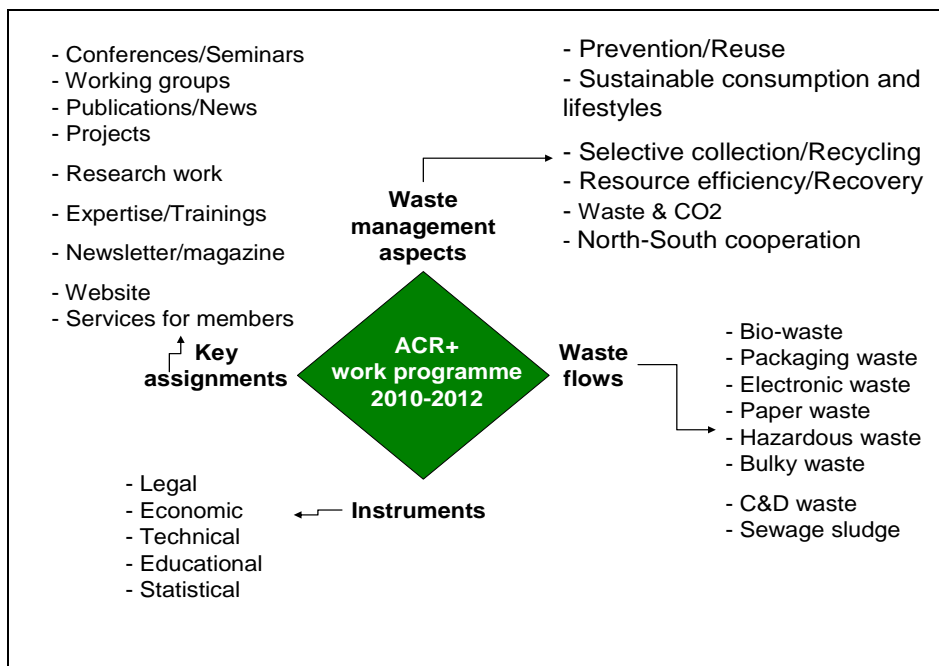 - Conferences/Seminars
- Working groups
- Publications/News
- Projects
- Research work
- Expertise/Trainings
- Newsletter/magazine
- Website
- Services for members
Key
assignments
Waste
management
aspects
- Prevention/Reuse
- Sustainable consumption and
lifestyles
- Selective collection/Recycling
- Resource efficiency/Recovery
- Waste & CO2
- North-South cooperation
ACR+
work programme
2010-2012
Waste
flows
- Bio-waste
- Packaging waste
- Electronic waste
- Paper waste
- Hazardous waste
- Bulky waste
- C&D waste
- Sewage sludge
Instruments
- Legal
- Economic
- Technical
- Educational
- Statistical